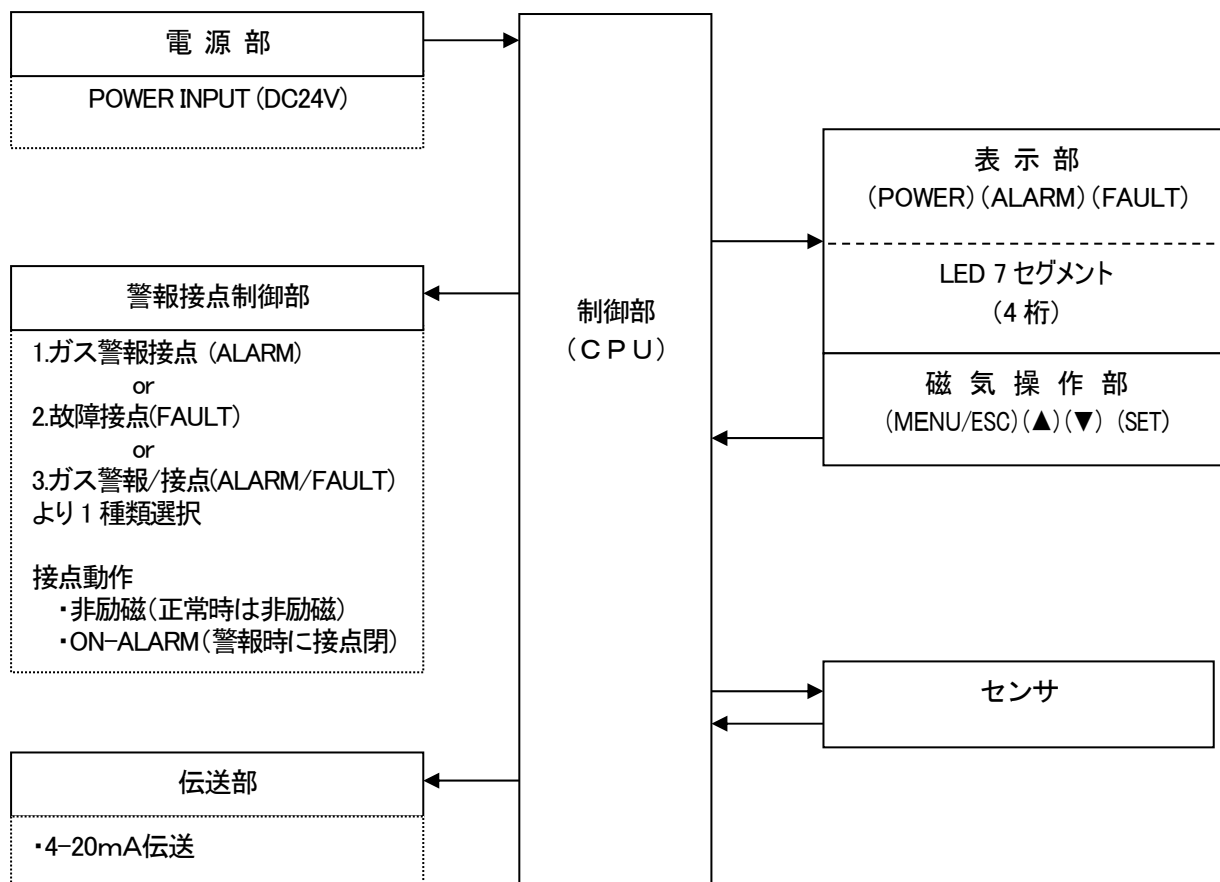 電 源 部
POWER INPUT (DC24V)
警報接点制御部
1.ガス警報接点 (ALARM)
or
2.故障接点(FAULT)
or
3.ガス警報/接点(ALARM/FAULT)
より 1 種類選択
接点動作
・非励磁(正常時は非励磁)
・ON-ALARM(警報時に接点閉)
伝送部
・4-20mA伝送
制御部
(CPU)
表 示 部
(POWER)(ALARM)(FAULT)
LED 7 セグメント
(4 桁)
磁 気 操 作 部
(MENU/ESC)(▲)(▼) (SET)
センサ